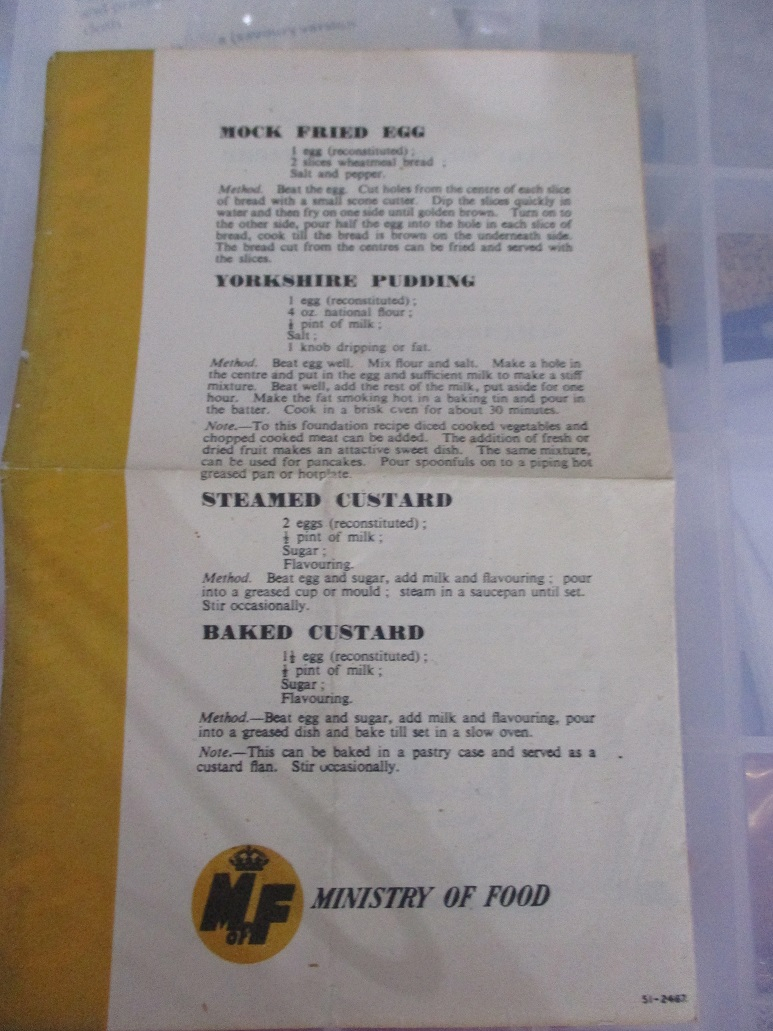 MOCK FRIED EGG
1 egg (reconstituted) ;
2 slices wheatmeal bread ;
Salt and pepper.
Method. Beat the egg. Cut holes from the centre of each slice
of bread with a small scone cutter. Dip the slices quickly in
water and then fry on one side until golden brown. Turn on to
the other side, pour half the egg into the hole in each slice of
bread, cook till the bread is brown on the underneath side.
The bread cut from the centres can be fried and served with
the slices.
YORKSHIRE PUDDING
1 egg (reconstituted) ;
4 oz. national flour ;
½ pint of milk ;
Salt ;
1 knob dripping or fat.
Method. Beat egg well. Mix flour and salt. Make a hole in
the centre and put in the egg and sufficient milk to make a stiff
mixture. Beat well, add the rest of the milk, put aside for one
hour. Make the fat smoking hot in a baking tin and pour in
the batter. Cook in a brisk oven for about 30 minutes.
Note.—To this foundation recipe diced cooked vegetables and
chopped cooked meat can be added. The addition of fresh or
dried fruit makes an attactive sweet dish. The same mixture,
can be used for pancakes. Pour spoonfuls on to a piping hot
greased pan or hotplate.
STEAMED CUSTARD
2 eggs (reconstituted) ;
½ pint of milk ;
Sugar ;
Flavouring.
Method. Beat egg and sugar, add milk and flavouring ; pour
into a greased cup or mould ; steam in a saucepan until set.
Stir occasionally.
BAKED CUSTARD
1½ egg (reconstituted) ;
½ pint of milk ;
Sugar ;
Flavouring.
Method.—Beat egg and sugar, add milk and flavouring, pour
into a greased dish and bake till set in a slow oven.
Note.—This can be baked in a pastry case and served as a
custard flan. Stir occasionally.
M of F
MINISTRY OF FOOD
51-2467